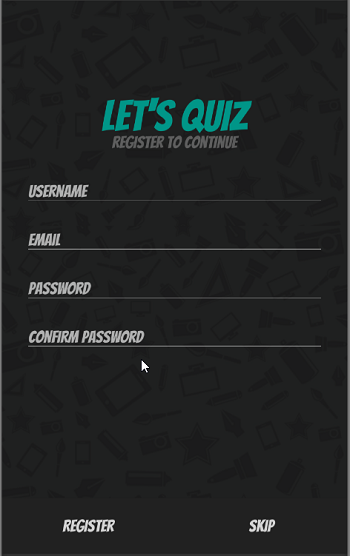 LET'S QUIZ
REGISTER TO CONTINUE
USERNAME
EMAIL
PASSWORD
CONFIRM PASSWORD
REGISTER SKIP